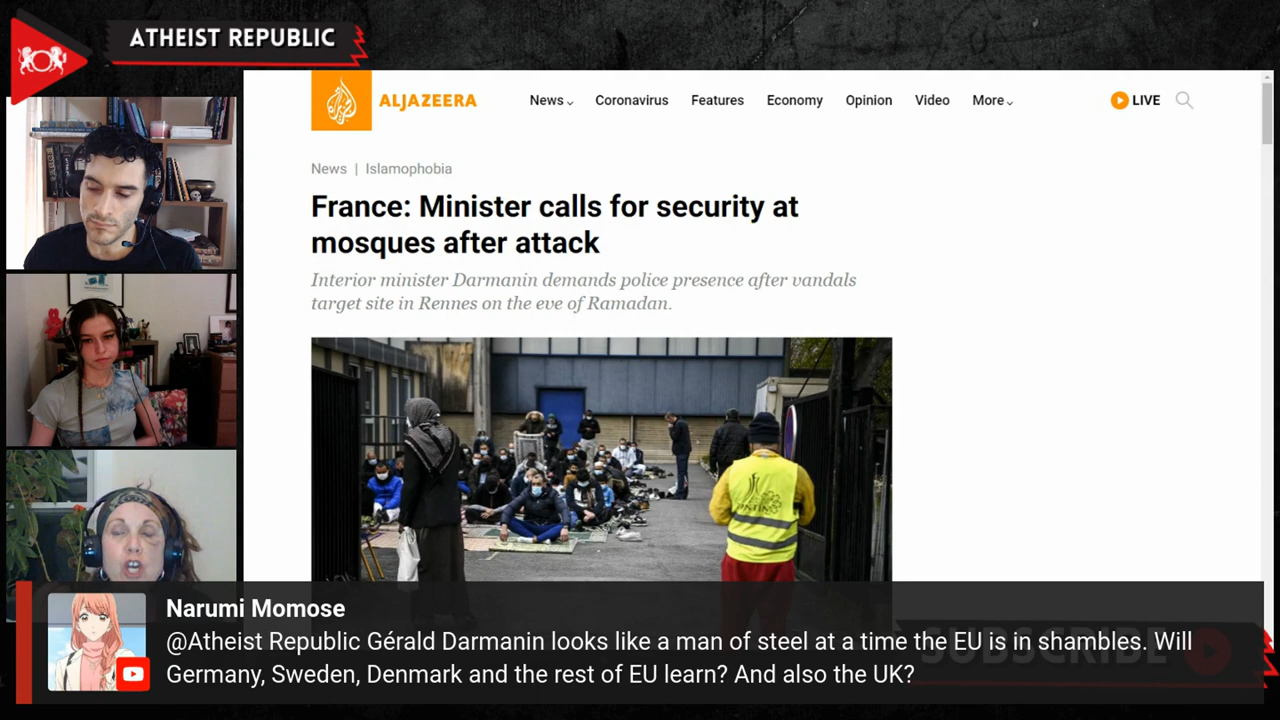 ATHEIST REPUBLIC
ALJAZEERA
News Coronavirus Features Economy Opinion Video More LIVE
News | Islamophobia
France: Minister calls for security at
mosques after attack
Interior minister Darmanin demands police presence after vandals
target site in Rennes on the eve of Ramadan.
Narumi Momose
@Atheist Republic Gérald Darmanin looks like a man of steel at a time the EU is in shambles. Will
Germany, Sweden, Denmark and the rest of EU learn? And also the UK?
SUBSCRIBE